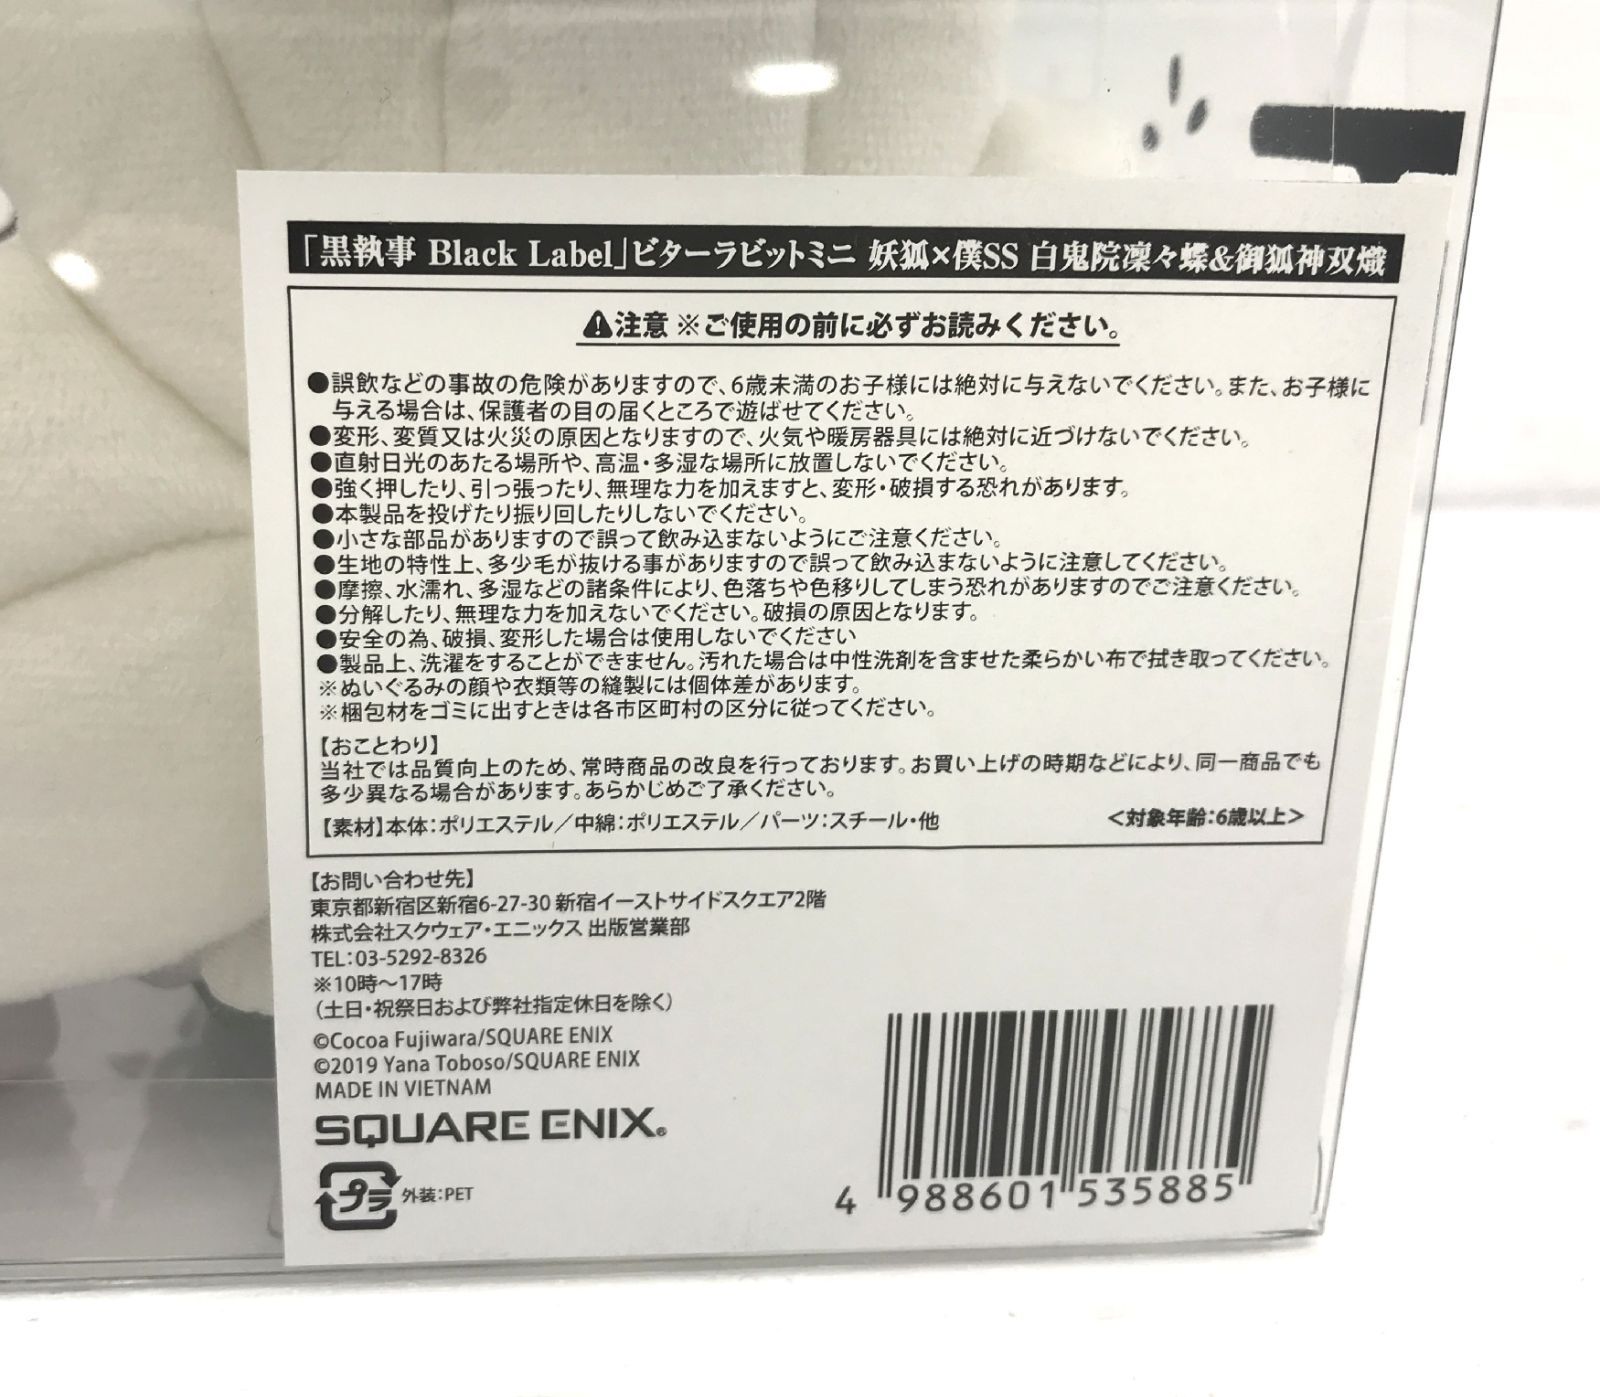 「黒執事 Black Label」ビターラビットミニ 妖狐×僕SS 白鬼院凜々蝶&御狐神双熾
⚠注意 ※ご使用の前に必ずお読みください。
●誤飲などの事故の危険がありますので、6歳未満のお子様には絶対に与えないでください。また、お子様に
与える場合は、保護者の目の届くところで遊ばせてください。
●変形、変質又は火災の原因となりますので、火気や暖房器具には絶対に近づけないでください。
●直射日光のあたる場所や、高温・多湿な場所に放置しないでください。
●強く押したり、引っ張ったり、無理な力を加えますと、変形・破損する恐れがあります。
●本製品を投げたり振り回したりしないでください。
●小さな部品がありますので誤って飲み込まないようにご注意ください。
●生地の特性上、多少毛が抜ける事がありますので誤って飲み込まないように注意してください。
●摩擦、水濡れ、多湿などの諸条件により、色落ちや色移りしてしまう恐れがありますのでご注意ください。
●分解したり、無理な力を加えないでください。破損の原因となります。
●安全の為、破損、変形した場合は使用しないでください
●製品上、洗濯をすることができません。汚れた場合は中性洗剤を含ませた柔らかい布で拭き取ってください。
※ぬいぐるみの顔や衣類等の縫製には個体差があります。
※梱包材をゴミに出すときは各市区町村の区分に従ってください。
【おことわり】
当社では品質向上のため、常時商品の改良を行っております。お買い上げの時期などにより、同一商品でも
多少異なる場合があります。あらかじめご了承ください。
【素材】本体：ポリエステル／中綿：ポリエステル／パーツ：スチール・他 ＜対象年齢：6歳以上＞
【お問い合わせ先】
東京都新宿区新宿6-27-30 新宿イーストサイドスクエア2階
株式会社スクウェア・エニックス 出版営業部
TEL：03-5292-8326
※10時〜17時
（土日・祝祭日および弊社指定休日を除く）
©Cocoa Fujiwara/SQUARE ENIX
©2019 Yana Toboso/SQUARE ENIX
MADE IN VIETNAM
SQUARE ENIX®
プラ 外装：PET
4 988601 535885